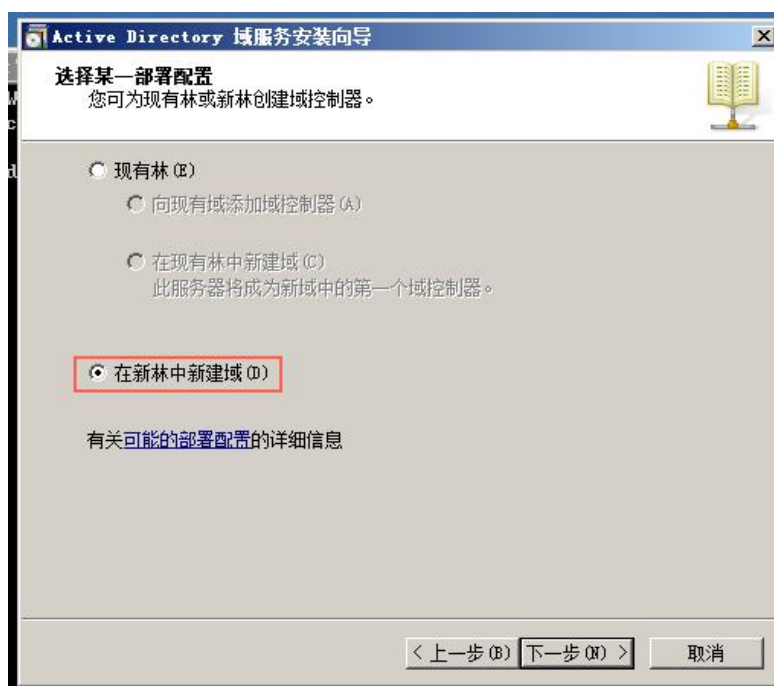 Active Directory 域服务安装向导
选择某一部署配置
您可为现有林或新林创建域控制器。
现有林(E)
向现有域添加域控制器(A)
在现有林中新建域(C)
此服务器将成为新域中的第一个域控制器。
在新林中新建域(D)
有关可能的部署配置的详细信息
< 上一步(B) 下一步(N) > 取消